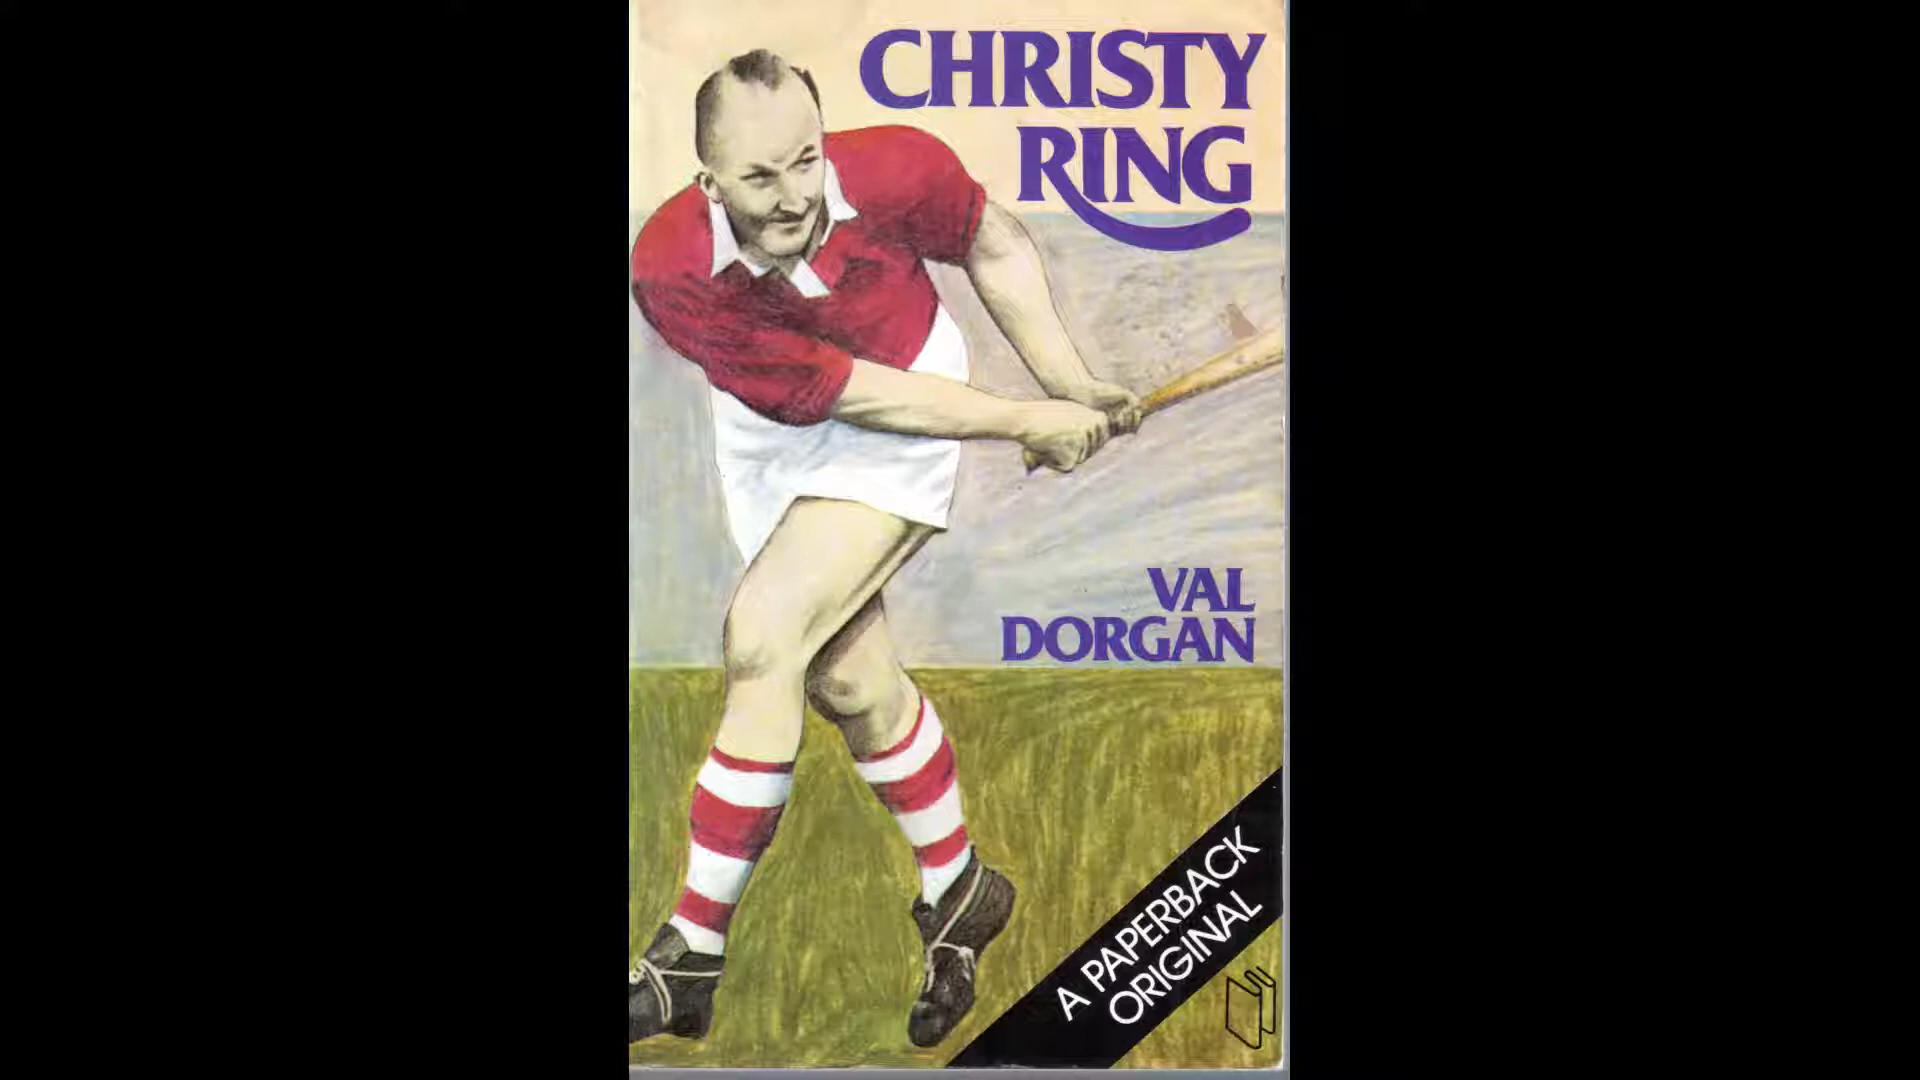 CHRISTY
RING
VAL
DORGAN
A PAPERBACK
ORIGINAL